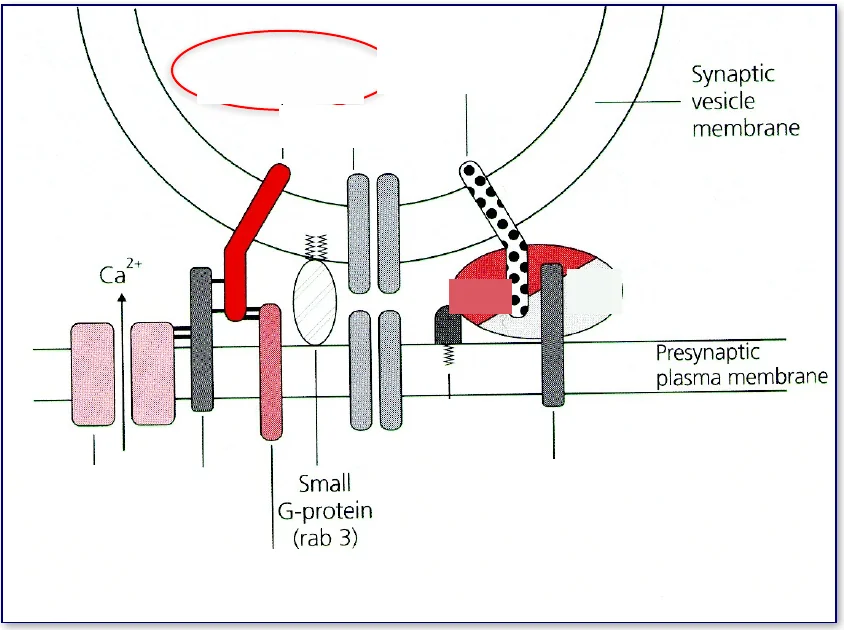 Synaptic
vesicle
membrane
Ca2+
Presynaptic
plasma membrane
Small
G-protein
(rab 3)